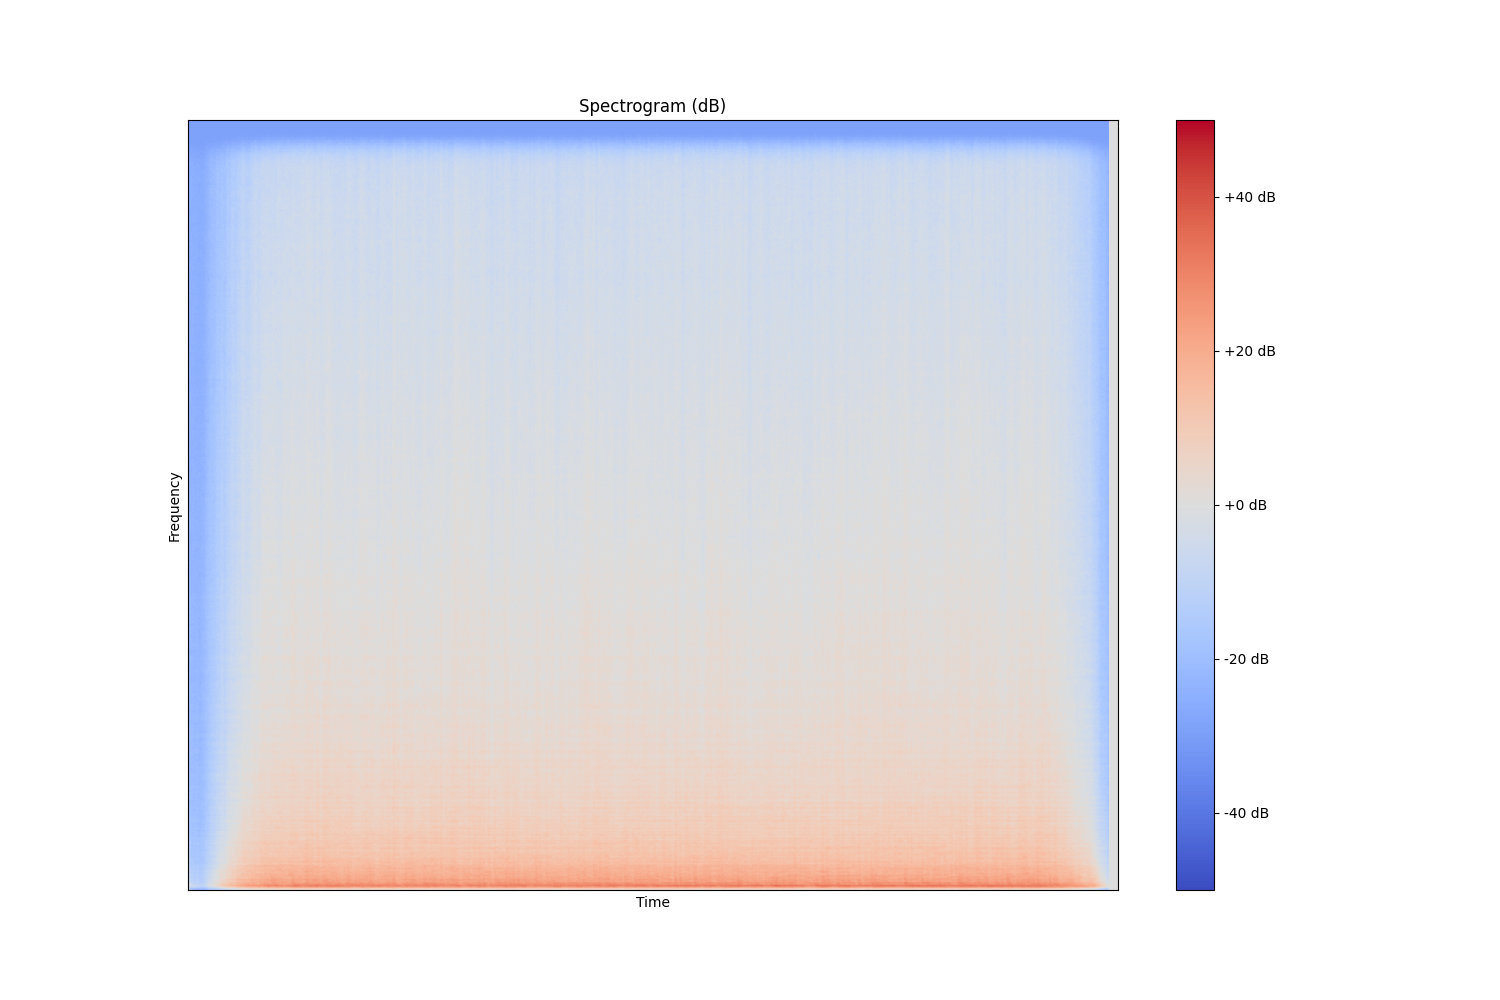 Spectrogram (dB)
+40 dB
+20 dB
+0 dB
-20 dB
-40 dB
Frequency
Time